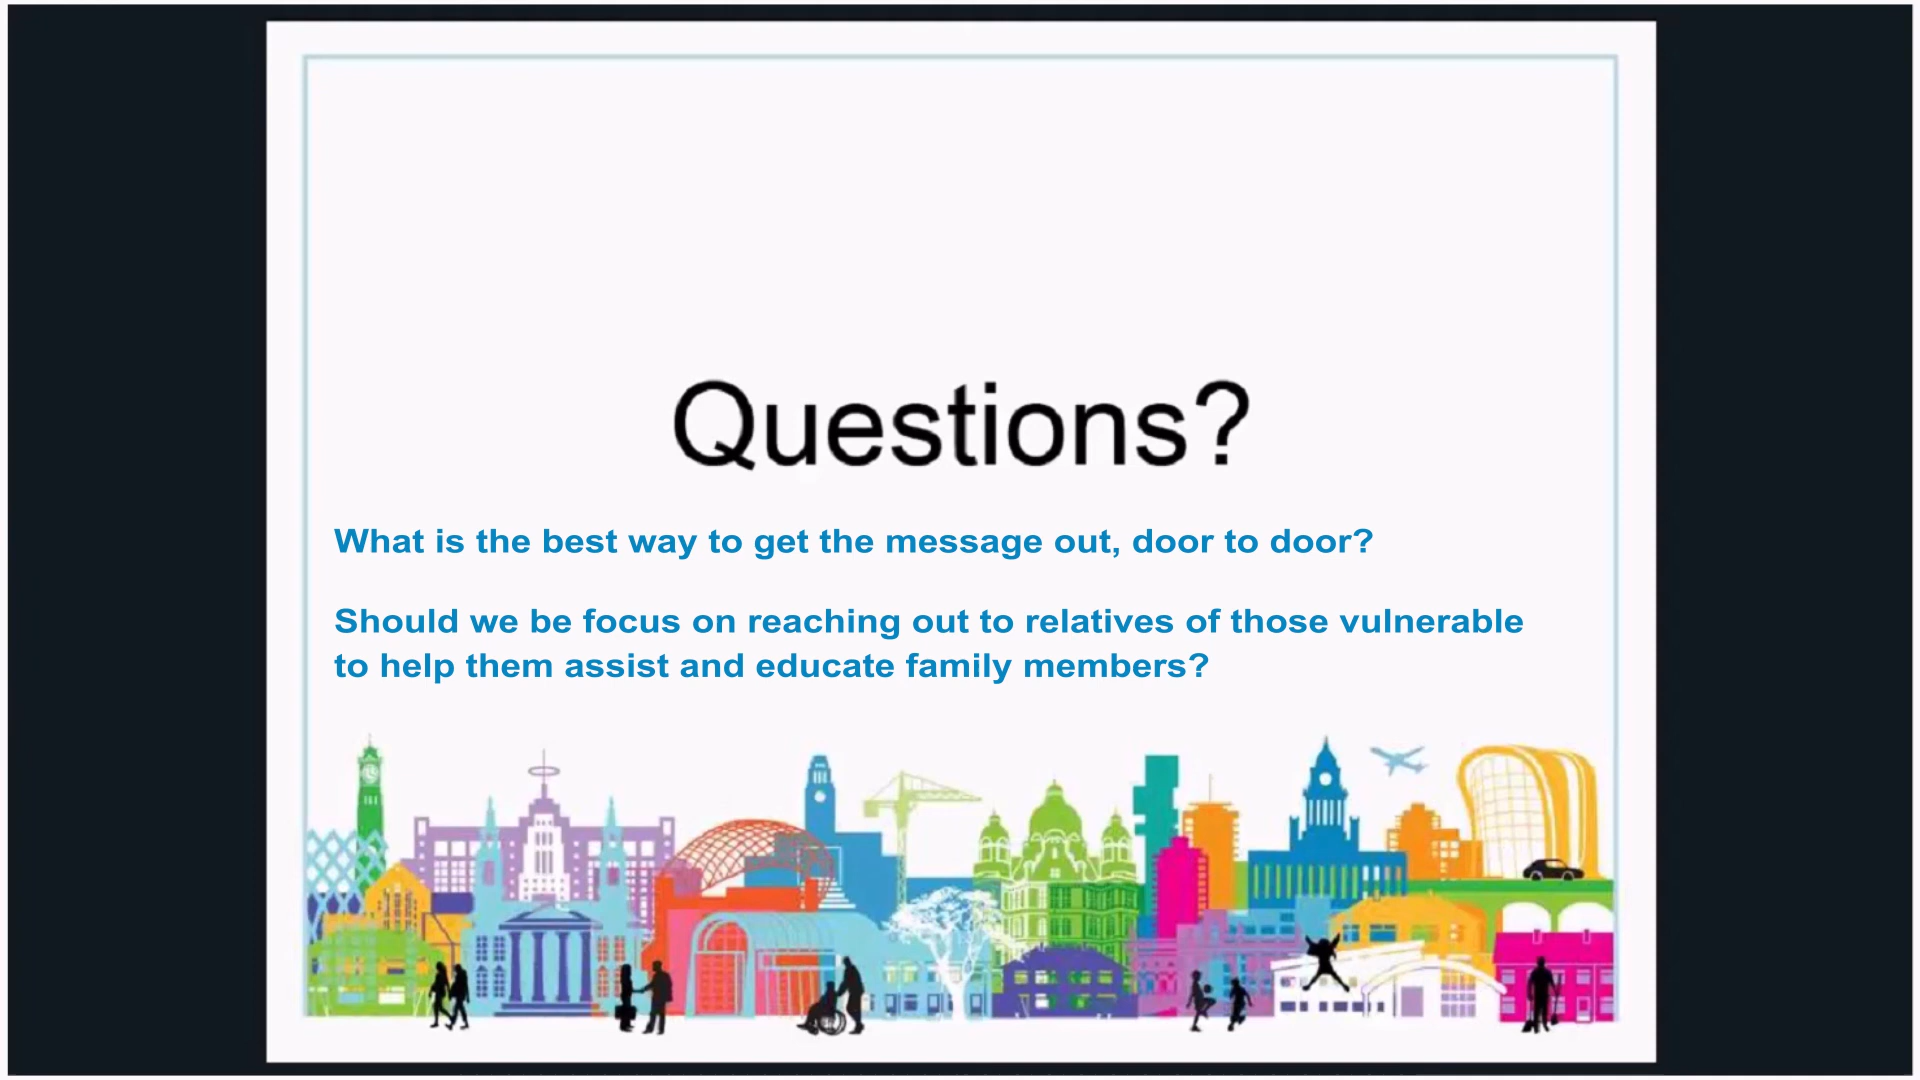 Questions?
What is the best way to get the message out, door to door?
Should we be focus on reaching out to relatives of those vulnerable
to help them assist and educate family members?